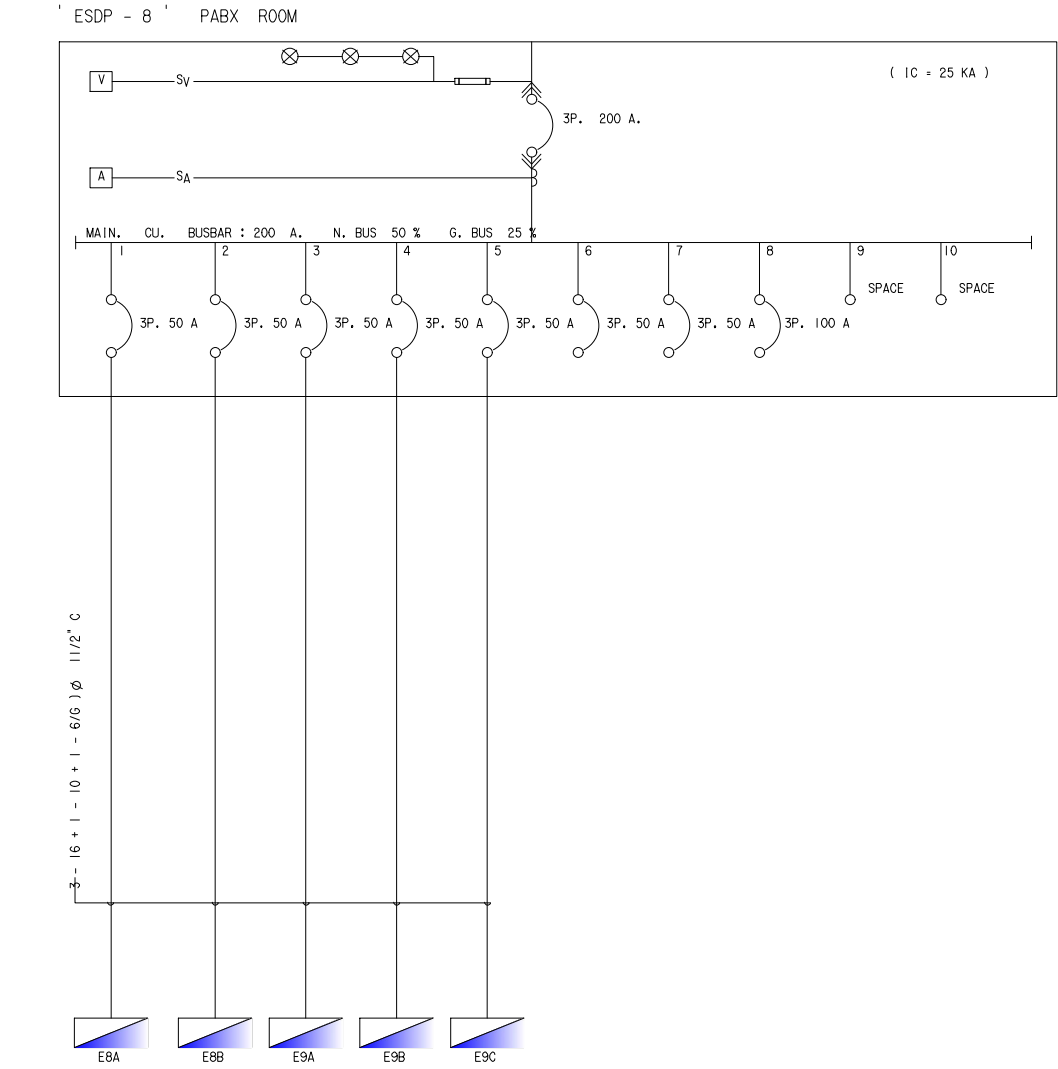 ' ESDP - 8 ' PABX ROOM
( IC = 25 KA )
V SV
3P. 200 A.
A SA
MAIN. CU. BUSBAR : 200 A. N. BUS 50 % G. BUS 25 %
1 2 3 4 5 6 7 8 9 10
SPACE SPACE
3P. 50 A 3P. 50 A 3P. 50 A 3P. 50 A 3P. 50 A 3P. 50 A 3P. 50 A 3P. 100 A
3 - 16 + 1 - 10 + 1 - 6/G ) Ø 11/2" C
E8A E8B E9A E9B E9C